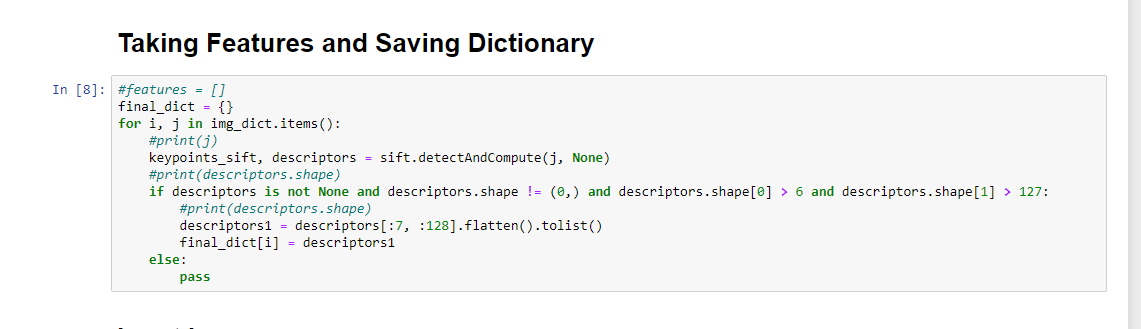 Taking Features and Saving Dictionary
In [8]: #features = []
final_dict = {}
for i, j in img_dict.items():
    #print(j)
    keypoints_sift, descriptors = sift.detectAndCompute(j, None)
    #print(descriptors.shape)
    if descriptors is not None and descriptors.shape != (0,) and descriptors.shape[0] > 6 and descriptors.shape[1] > 127:
        #print(descriptors.shape)
        descriptors1 = descriptors[:7, :128].flatten().tolist()
        final_dict[i] = descriptors1
    else:
        pass